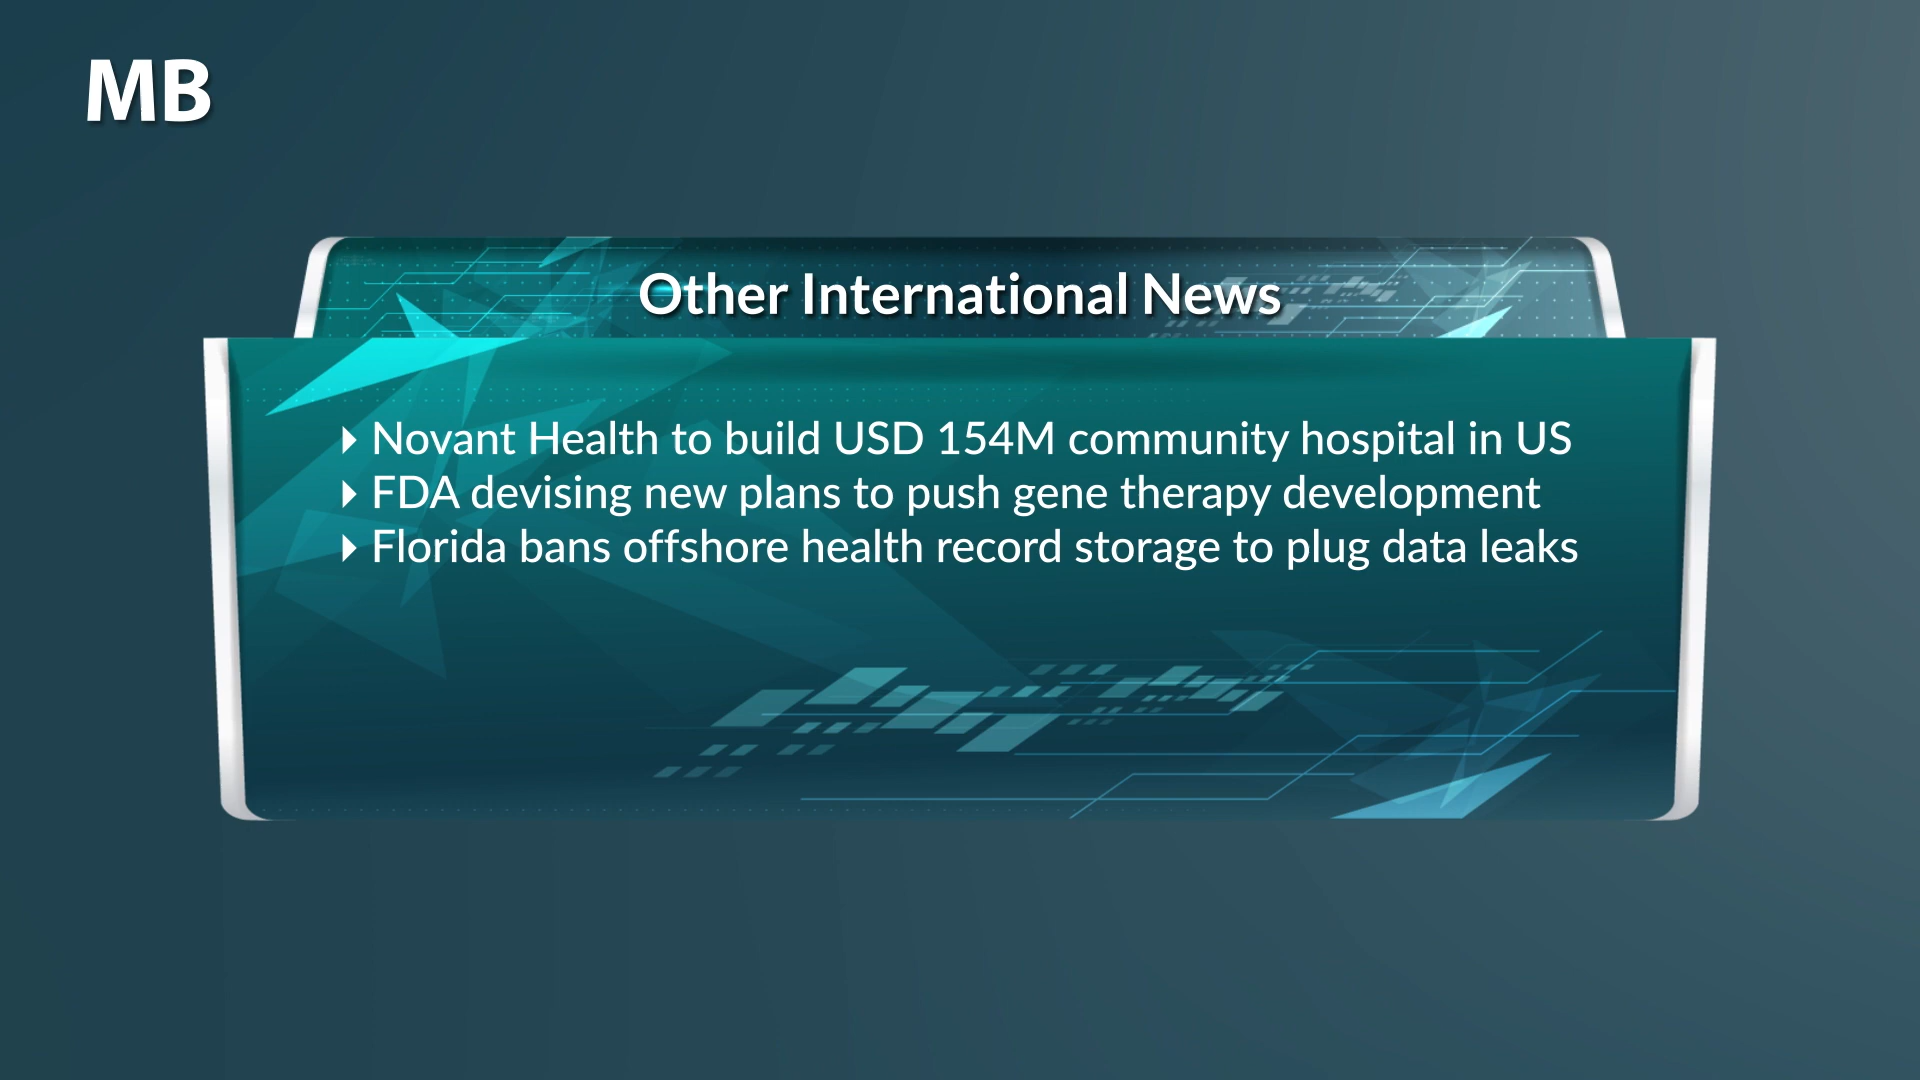 MB
Other International News
Novant Health to build USD 154M community hospital in US
FDA devising new plans to push gene therapy development
Florida bans offshore health record storage to plug data leaks